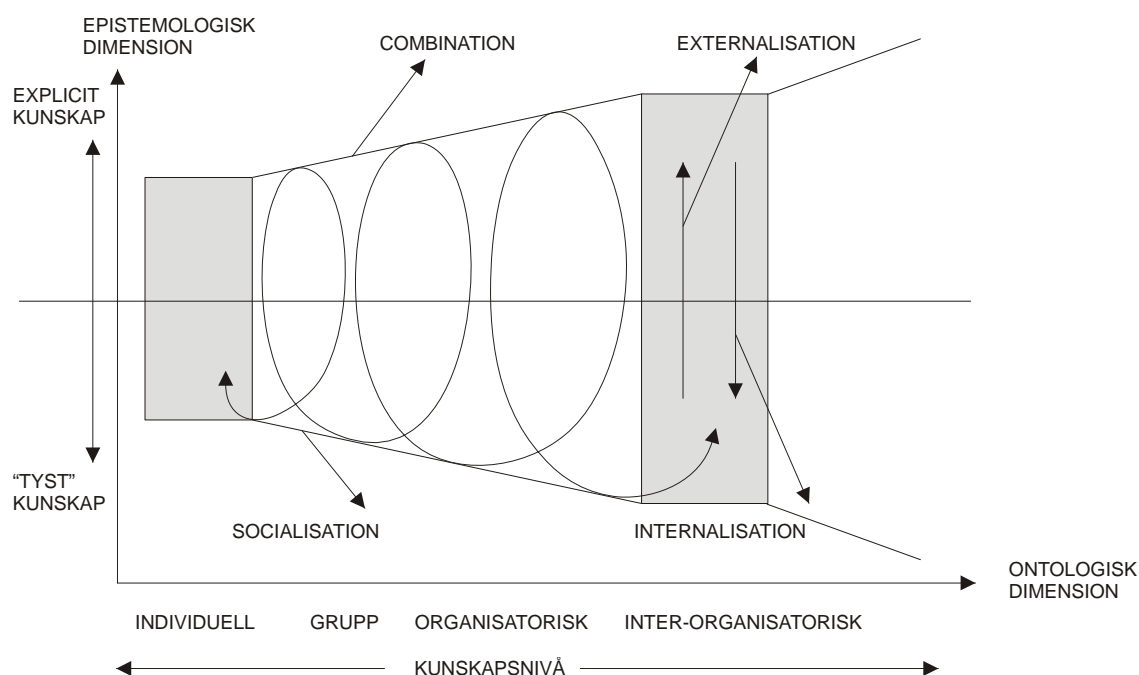 EPISTEMOLOGISK
DIMENSION
COMBINATION
EXTERNALISATION
EXPLICIT
KUNSKAP
“TYST”
KUNSKAP
SOCIALISATION
INTERNALISATION
ONTOLOGISK
DIMENSION
INDIVIDUELL
GRUPP
ORGANISATORISK
INTER-ORGANISATORISK
KUNSKAPSNIVÅ